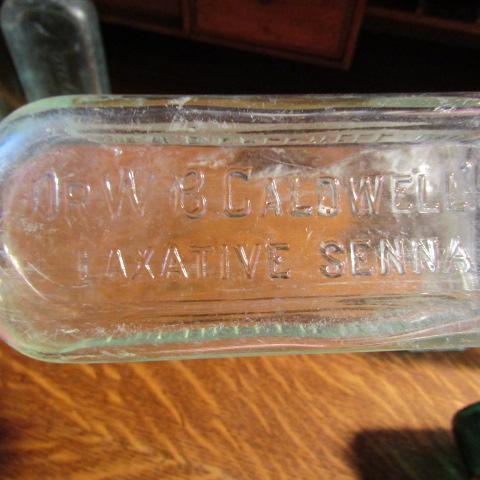 DR W. B. CALDWELL'
LAXATIVE SENNA